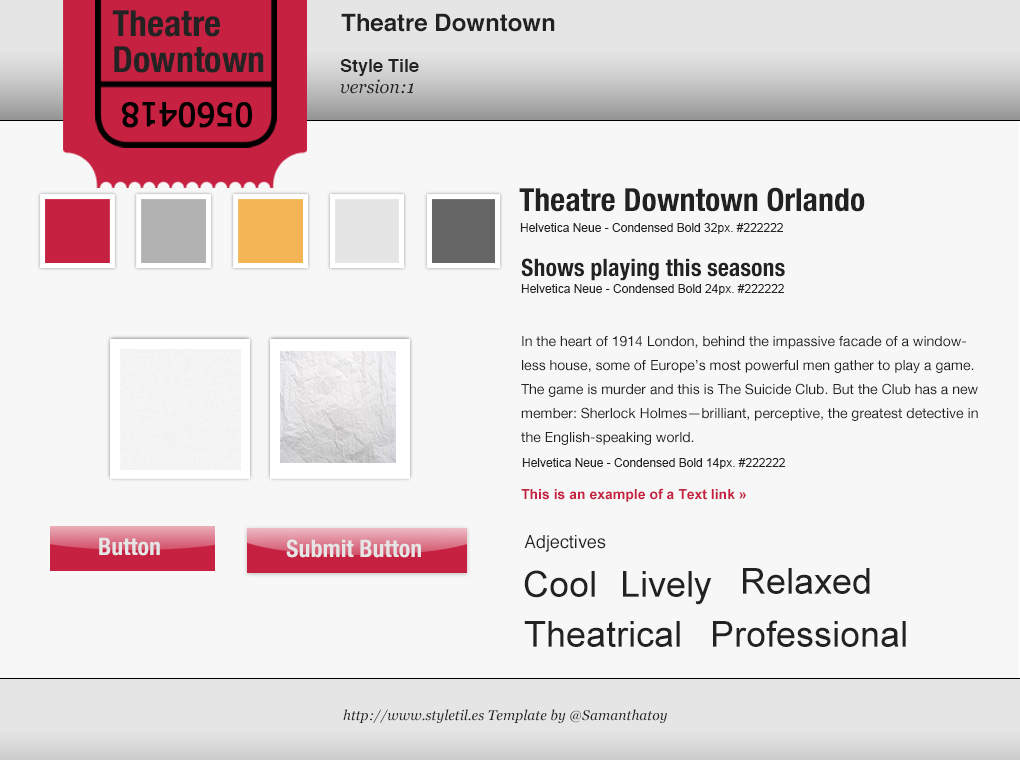 Theatre
Downtown
0560418
Theatre Downtown
Style Tile
version:1
Theatre Downtown Orlando
Helvetica Neue - Condensed Bold 32px. #222222
Shows playing this seasons
Helvetica Neue - Condensed Bold 24px. #222222
In the heart of 1914 London, behind the impassive facade of a window-
less house, some of Europe’s most powerful men gather to play a game.
The game is murder and this is The Suicide Club. But the Club has a new
member: Sherlock Holmes—brilliant, perceptive, the greatest detective in
the English-speaking world.
Helvetica Neue - Condensed Bold 14px. #222222
This is an example of a Text link »
Button
Submit Button
Adjectives
Cool Lively Relaxed
Theatrical Professional
http://www.styletil.es Template by @Samanthatoy